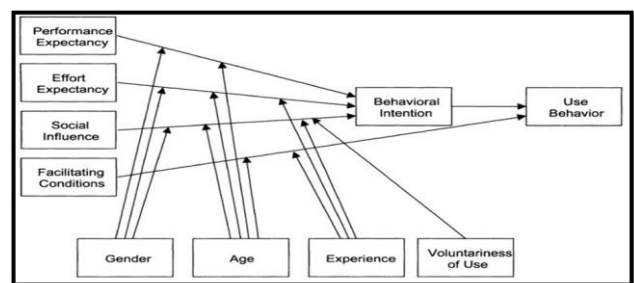 Performance
Expectancy
Effort
Expectancy
Social
Influence
Facilitating
Conditions
Behavioral
Intention
Use
Behavior
Gender
Age
Experience
Voluntariness
of Use